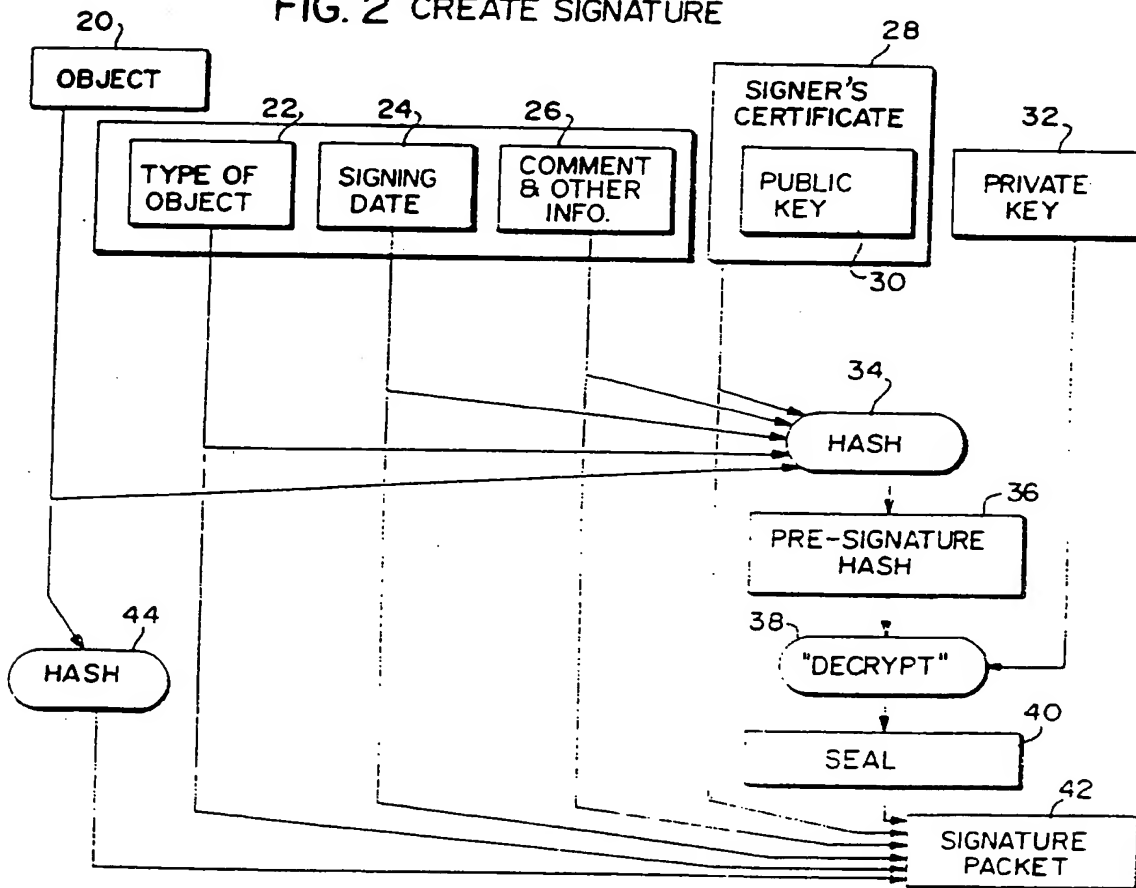 FIG. 2 CREATE SIGNATURE
20
OBJECT
22
TYPE OF
OBJECT
24
SIGNING
DATE
26
COMMENT
& OTHER
INFO.
28
SIGNER'S
CERTIFICATE
PUBLIC
KEY
30
32
PRIVATE
KEY
34
HASH
36
PRE-SIGNATURE
HASH
38
"DECRYPT"
44
HASH
40
SEAL
42
SIGNATURE
PACKET